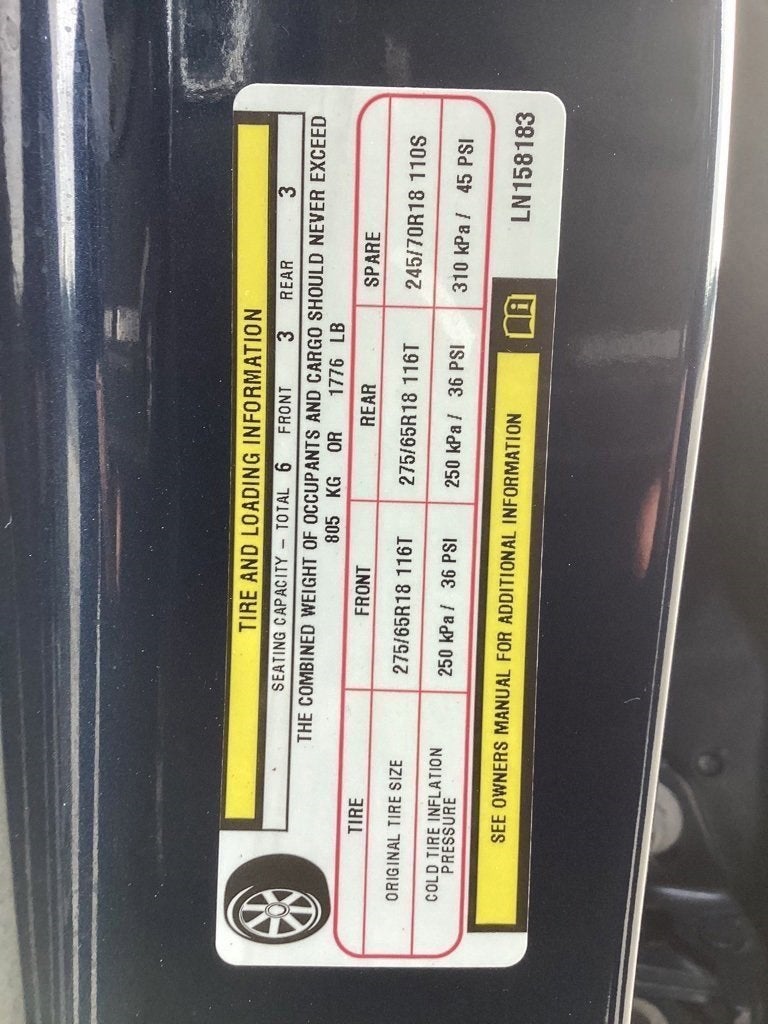 TIRE AND LOADING INFORMATION
SEATING CAPACITY – TOTAL 6 FRONT 3 REAR 3
THE COMBINED WEIGHT OF OCCUPANTS AND CARGO SHOULD NEVER EXCEED
805 KG OR 1776 LB
TIRE FRONT REAR SPARE
ORIGINAL TIRE SIZE 275/65R18 116T 275/65R18 116T 245/70R18 110S
COLD TIRE INFLATION
PRESSURE 250 kPa / 36 PSI 250 kPa / 36 PSI 310 kPa / 45 PSI
SEE OWNERS MANUAL FOR ADDITIONAL INFORMATION
LN158183